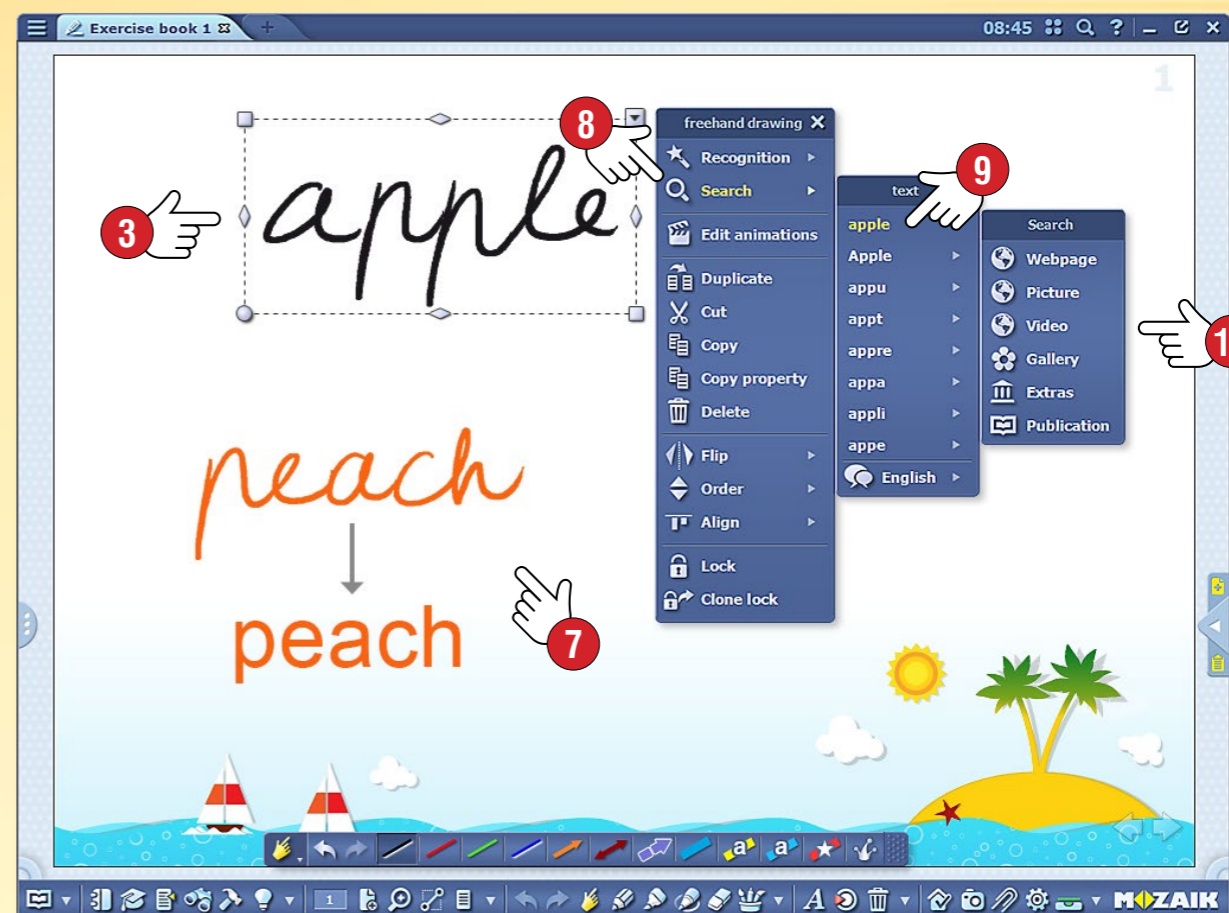 Exercise book 1
08:45
?
1
8
freehand drawing
Recognition
9
Search
text
apple
3
apple
Search
Edit animations
Apple
Webpage
Duplicate
appu
Picture
Cut
appt
Video
1
Copy
appre
Gallery
Copy property
appa
Extras
Delete
appli
Publication
peach
Flip
appe
Order
English
Align
Lock
Clone lock
peach
7
a a
1
A
MOZAIK